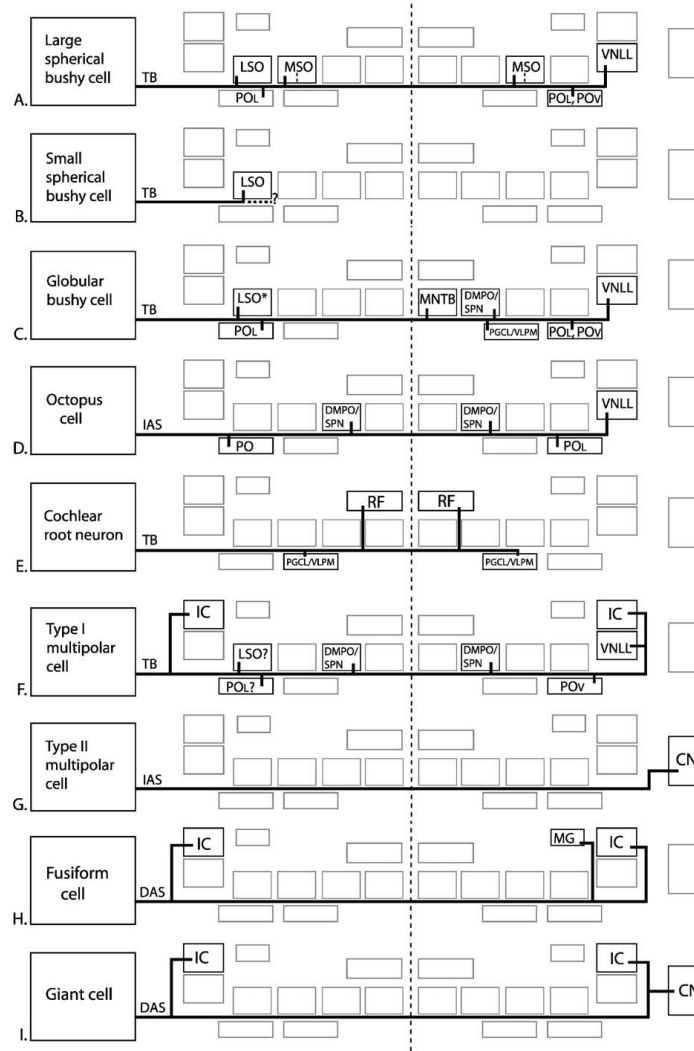 Large
spherical
bushy cell
A.
TB
LSO
MSO
POL
MSO
POL, POV
VNLL
Small
spherical
bushy cell
B.
TB
LSO
?
Globular
bushy cell
C.
TB
LSO*
POL
MNTB
DMPO/
SPN
PGCL/VLPM
POL, POV
VNLL
Octopus
cell
D.
IAS
PO
DMPO/
SPN
DMPO/
SPN
POL
VNLL
Cochlear
root neuron
E.
TB
PGCL/VLPM
RF
RF
PGCL/VLPM
Type I
multipolar
cell
F.
TB
IC
LSO?
POL?
DMPO/
SPN
DMPO/
SPN
POV
IC
VNLL
Type II
multipolar
cell
G.
IAS
CN
Fusiform
cell
H.
DAS
IC
MG
IC
Giant cell
I.
DAS
IC
IC
CN